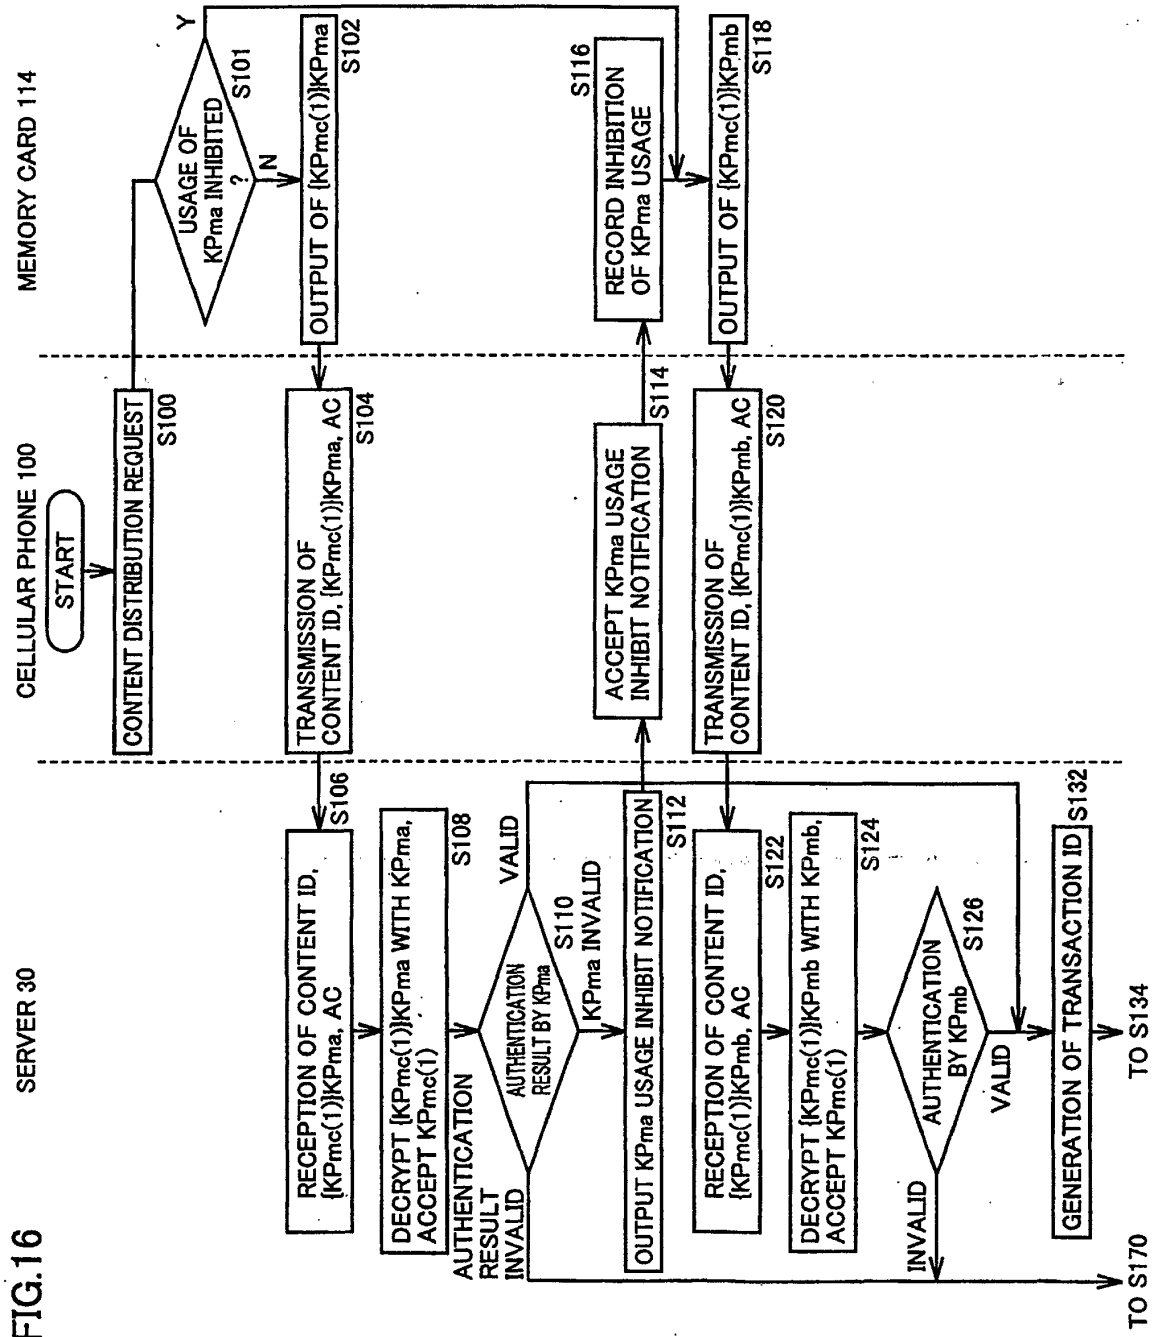 FIG.16
SERVER 30
CELLULAR PHONE 100
MEMORY CARD 114
START
CONTENT DISTRIBUTION REQUEST
S100
USAGE OF
KPma INHIBITED
?
S101
Y
N
OUTPUT OF {KPmc(1)}KPma
S102
TRANSMISSION OF
CONTENT ID, {KPmc(1)}KPma, AC
S104
S106
RECEPTION OF CONTENT ID,
{KPmc(1)}KPma, AC
DECRYPT {KPmc(1)}KPma WITH KPma,
ACCEPT KPmc(1)
S108
AUTHENTICATION
RESULT BY KPma
S110
VALID
AUTHENTICATION
RESULT
INVALID
KPma INVALID
OUTPUT KPma USAGE INHIBIT NOTIFICATION
S112
ACCEPT KPma USAGE
INHIBIT NOTIFICATION
S114
RECORD INHIBITION
OF KPma USAGE
S116
OUTPUT OF {KPmc(1)}KPmb
S118
TRANSMISSION OF
CONTENT ID, {KPmc(1)}KPmb, AC
S120
RECEPTION OF CONTENT ID,
{KPmc(1)}KPmb, AC
S122
DECRYPT {KPmc(1)}KPmb WITH KPmb,
ACCEPT KPmc(1)
S124
AUTHENTICATION
BY KPmb
S126
INVALID
VALID
GENERATION OF TRANSACTION ID
S132
TO S170
TO S134